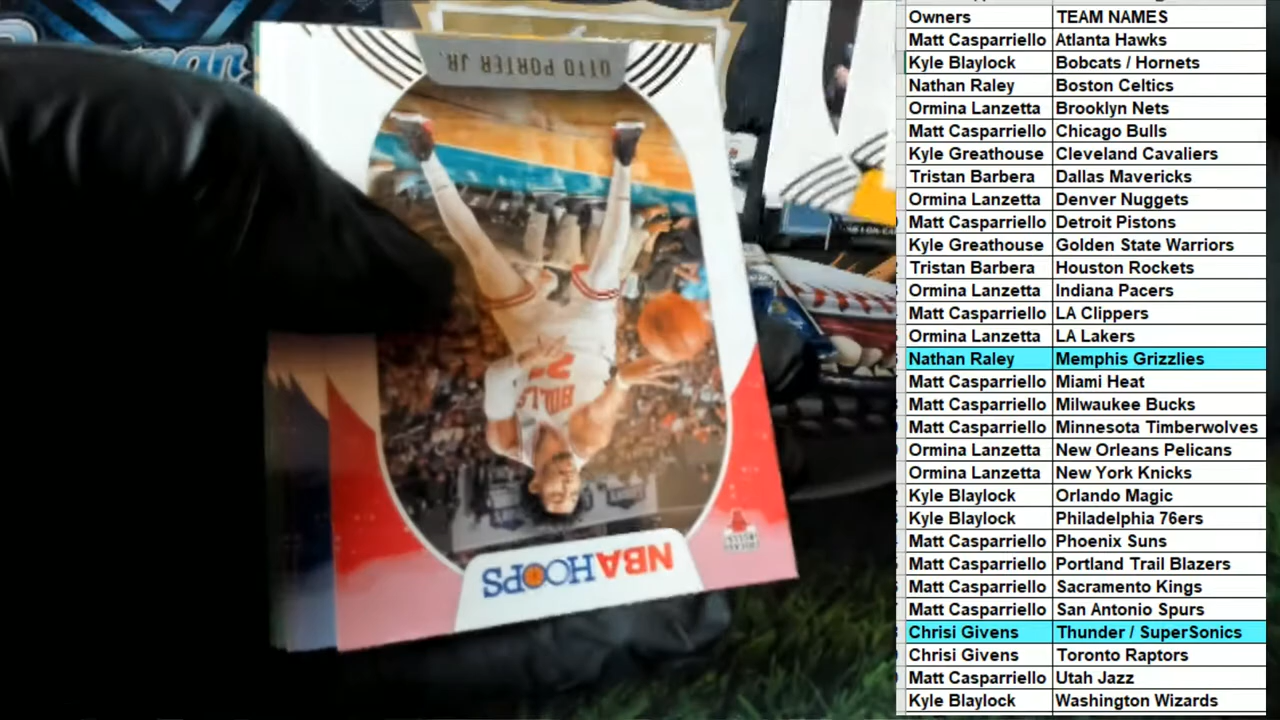 OTTO PORTER JR.
BULLS
NBA HOOPS
Owners TEAM NAMES
Matt Casparriello Atlanta Hawks
Kyle Blaylock Bobcats / Hornets
Nathan Raley Boston Celtics
Ormina Lanzetta Brooklyn Nets
Matt Casparriello Chicago Bulls
Kyle Greathouse Cleveland Cavaliers
Tristan Barbera Dallas Mavericks
Ormina Lanzetta Denver Nuggets
Matt Casparriello Detroit Pistons
Kyle Greathouse Golden State Warriors
Tristan Barbera Houston Rockets
Ormina Lanzetta Indiana Pacers
Matt Casparriello LA Clippers
Ormina Lanzetta LA Lakers
Nathan Raley Memphis Grizzlies
Matt Casparriello Miami Heat
Matt Casparriello Milwaukee Bucks
Matt Casparriello Minnesota Timberwolves
Ormina Lanzetta New Orleans Pelicans
Ormina Lanzetta New York Knicks
Kyle Blaylock Orlando Magic
Kyle Blaylock Philadelphia 76ers
Matt Casparriello Phoenix Suns
Matt Casparriello Portland Trail Blazers
Matt Casparriello Sacramento Kings
Matt Casparriello San Antonio Spurs
Chrisi Givens Thunder / SuperSonics
Chrisi Givens Toronto Raptors
Matt Casparriello Utah Jazz
Kyle Blaylock Washington Wizards